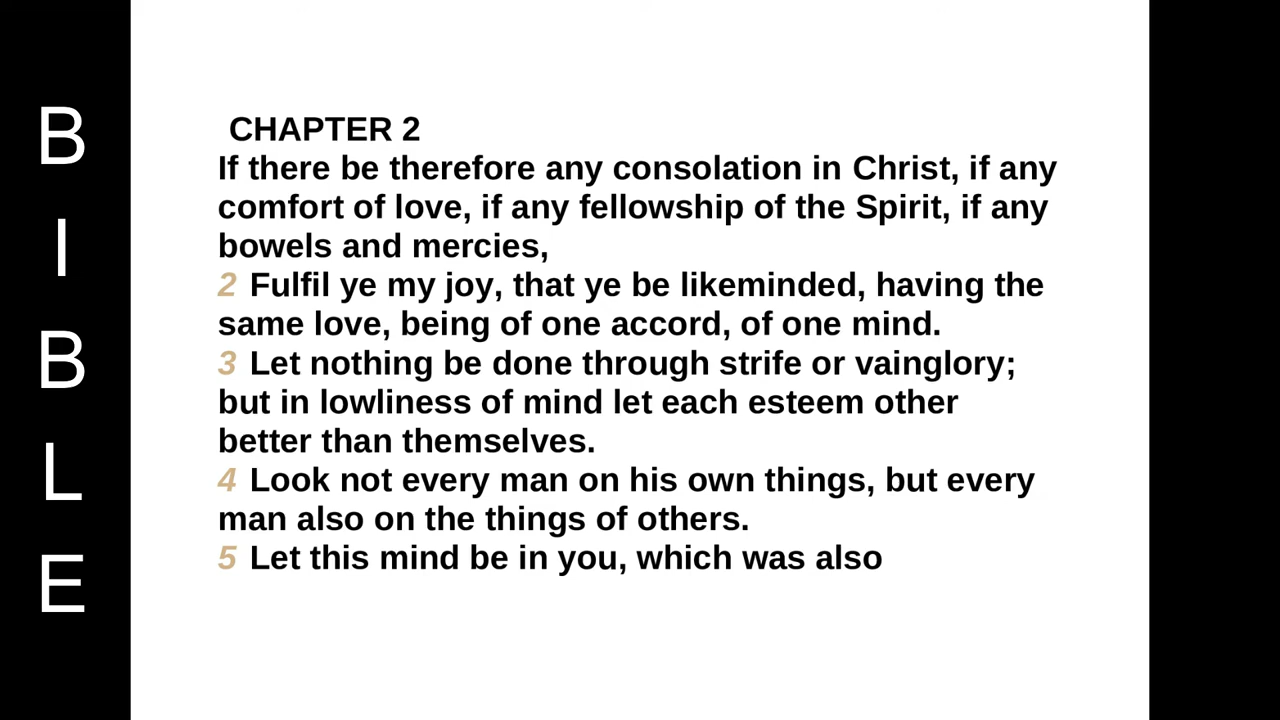 BIBLE
CHAPTER 2
If there be therefore any consolation in Christ, if any
comfort of love, if any fellowship of the Spirit, if any
bowels and mercies,
2 Fulfil ye my joy, that ye be likeminded, having the
same love, being of one accord, of one mind.
3 Let nothing be done through strife or vainglory;
but in lowliness of mind let each esteem other
better than themselves.
4 Look not every man on his own things, but every
man also on the things of others.
5 Let this mind be in you, which was also